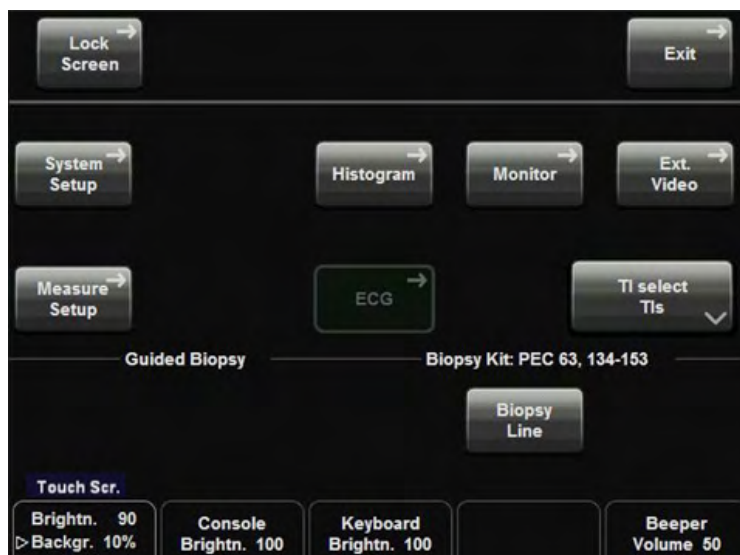 Lock
Screen
Exit
System
Setup
Histogram
Monitor
Ext.
Video
Measure
Setup
ECG
TI select
TIs
Guided Biopsy
Biopsy Kit: PEC 63, 134-153
Biopsy
Line
Touch Scr.
Brightn. 90
Backgr. 10%
Console
Brightn. 100
Keyboard
Brightn. 100
Beeper
Volume 50